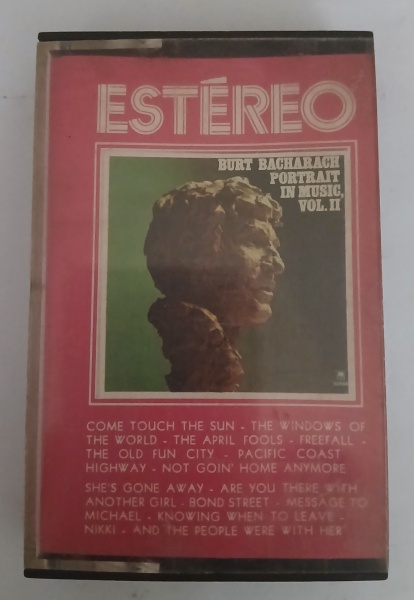 ESTÉREO
BURT BACHARACH
PORTRAIT
IN MUSIC,
VOL. II
COME TOUCH THE SUN - THE WINDOWS OF
THE WORLD - THE APRIL FOOLS - FREEFALL -
THE OLD FUN CITY - PACIFIC COAST
HIGHWAY - NOT GOIN' HOME ANYMORE
SHE'S GONE AWAY - ARE YOU THERE WITH
ANOTHER GIRL - BOND STREET - MESSAGE TO
MICHAEL - KNOWING WHEN TO LEAVE -
NIKKI - AND THE PEOPLE WERE WITH HER